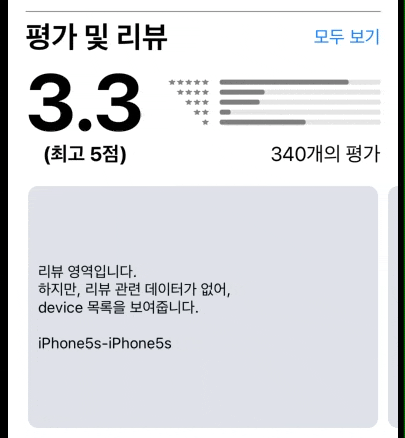 평가 및 리뷰
모두 보기
3.3
★★★★★
★★★★
★★★
★★
★
(최고 5점)
340개의 평가
리뷰 영역입니다.
하지만, 리뷰 관련 데이터가 없어,
device 목록을 보여줍니다.
iPhone5s-iPhone5s